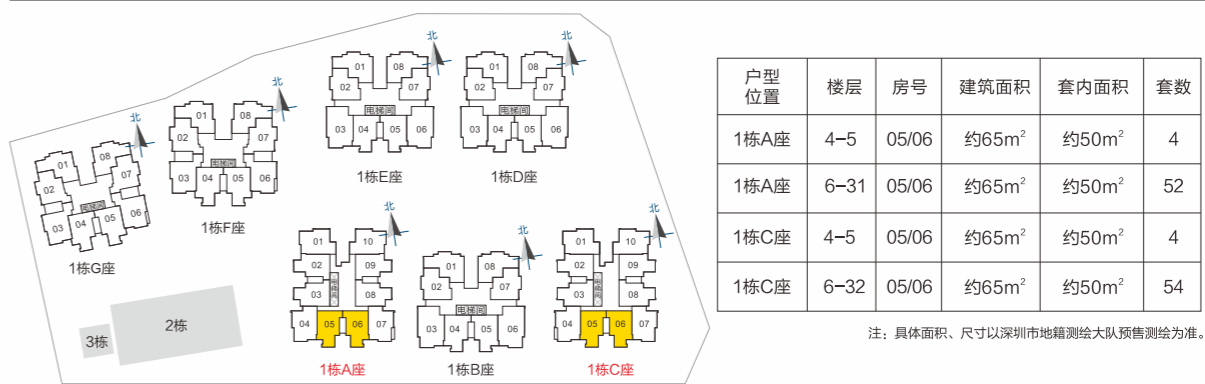 北
01
08
02
07
电梯间
03
04
05
06
1栋E座
北
01
08
02
07
电梯间
03
04
05
06
1栋D座
北
01
08
02
07
电梯间
03
04
05
06
1栋F座
北
01
08
02
07
电梯间
03
04
05
06
1栋G座
北
01
10
02
09
电梯间
03
08
04
05
06
07
1栋A座
北
01
08
02
07
电梯间
03
04
05
06
1栋B座
北
01
10
02
09
电梯间
03
08
04
05
06
07
1栋C座
2栋
3栋
户型
位置
楼层 房号 建筑面积 套内面积 套数
1栋A座 4-5 05/06 约65m² 约50m² 4
1栋A座 6-31 05/06 约65m² 约50m² 52
1栋C座 4-5 05/06 约65m² 约50m² 4
1栋C座 6-32 05/06 约65m² 约50m² 54
注：具体面积、尺寸以深圳市地籍测绘大队预售测绘为准。